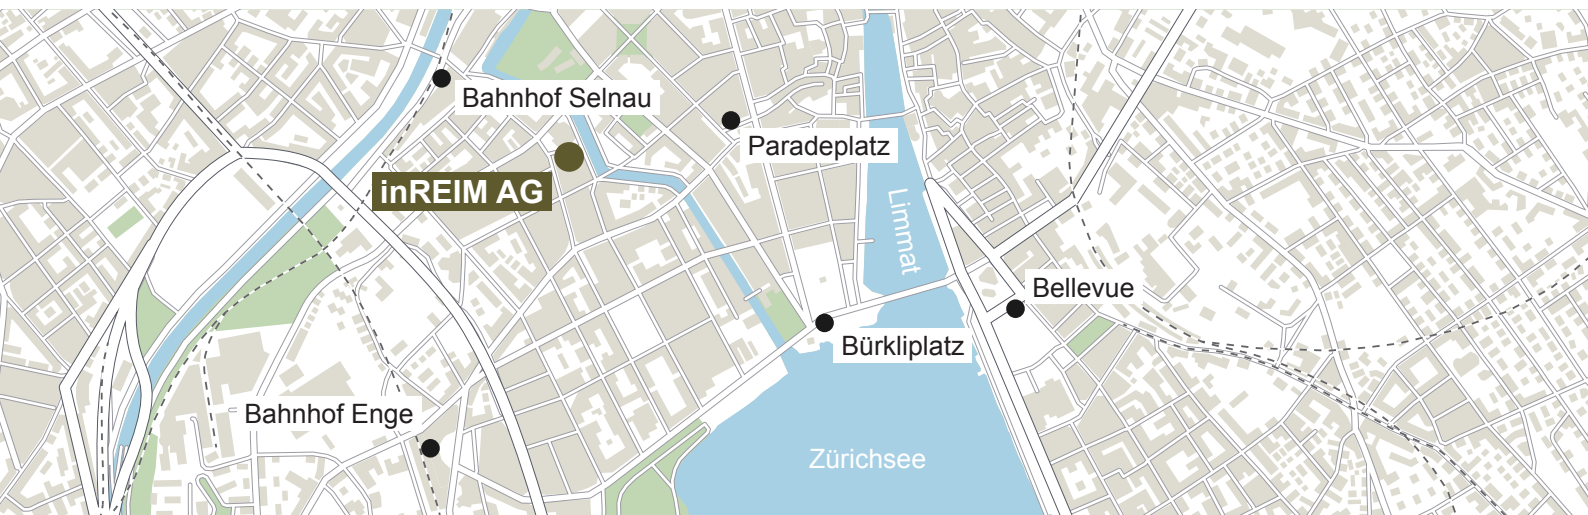 Bahnhof Selnau
Paradeplatz
inREIM AG
Limmat
Bellevue
Bürkliplatz
Bahnhof Enge
Zürichsee